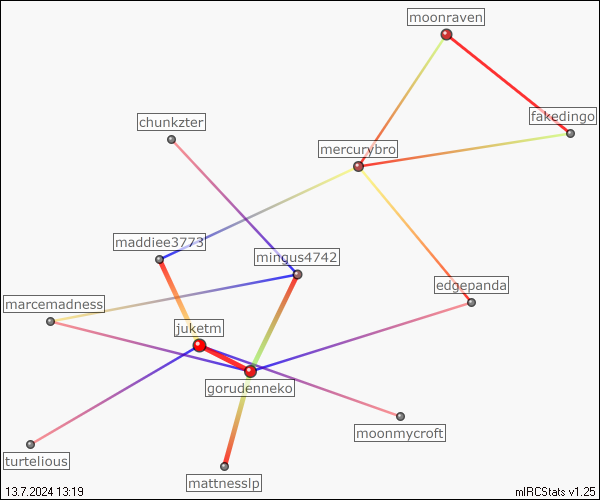 moonraven
fakedingo
chunkzter
mercurybro
maddiee3773
mingus4742
edgepanda
marcemadness
juketm
gorudenneko
moonmycroft
turtelious
mattnesslp
13.7.2024 13:19
mIRCStats v1.25